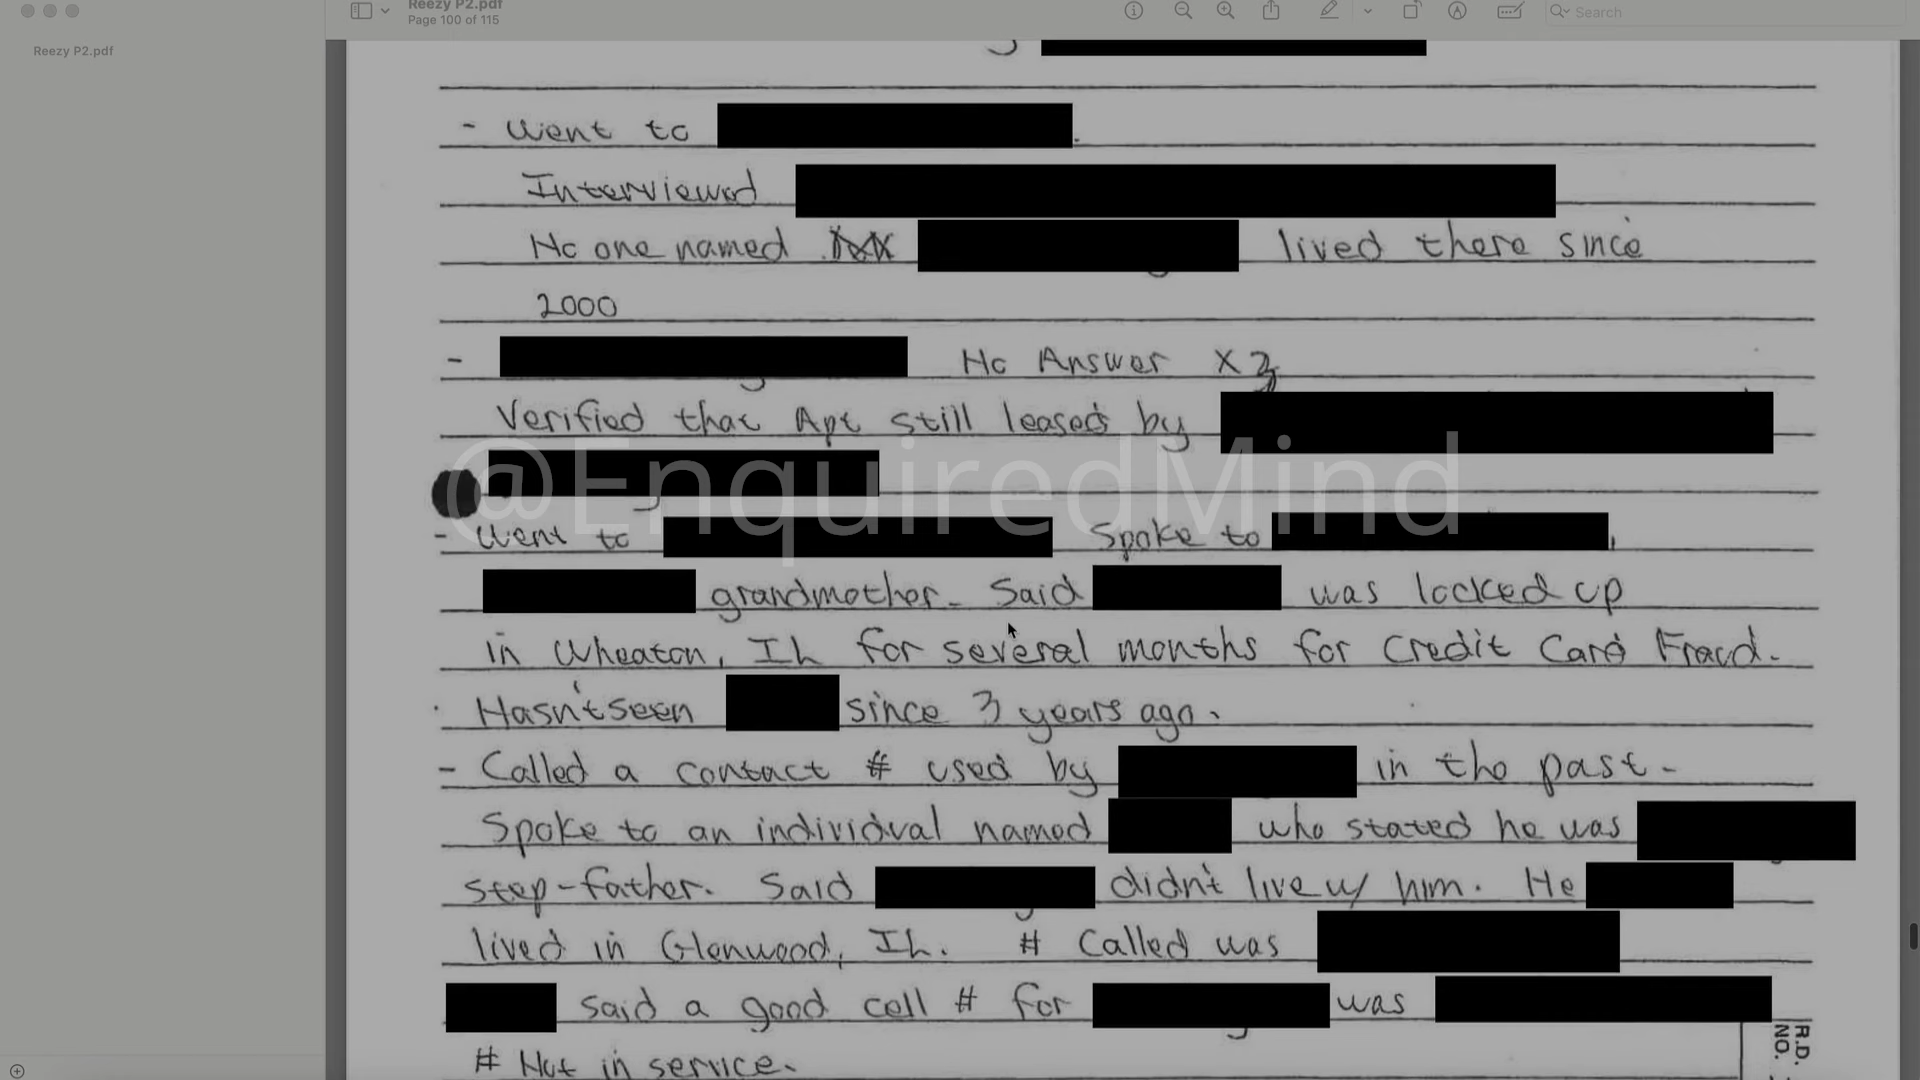 Reezy P2.pdf
Page 100 of 115
Search
Reezy P2.pdf
- Went to .
Interviewed
No one named lived there since
2000
- No Answer x2
Verified that Apt still leased by
@EnquiredMind
- Went to Spoke to ,
grandmother. Said was locked up
in Wheaton, IL for several months for Credit Card Fraud.
Hasn't seen since 3 years ago.
- Called a contact # used by in the past.
Spoke to an individual named who stated he was
step-father. Said didn't live w/ him. He
lived in Glenwood, IL. # Called was
said a good cell # for was
# Not in service.
R.D.
NO.